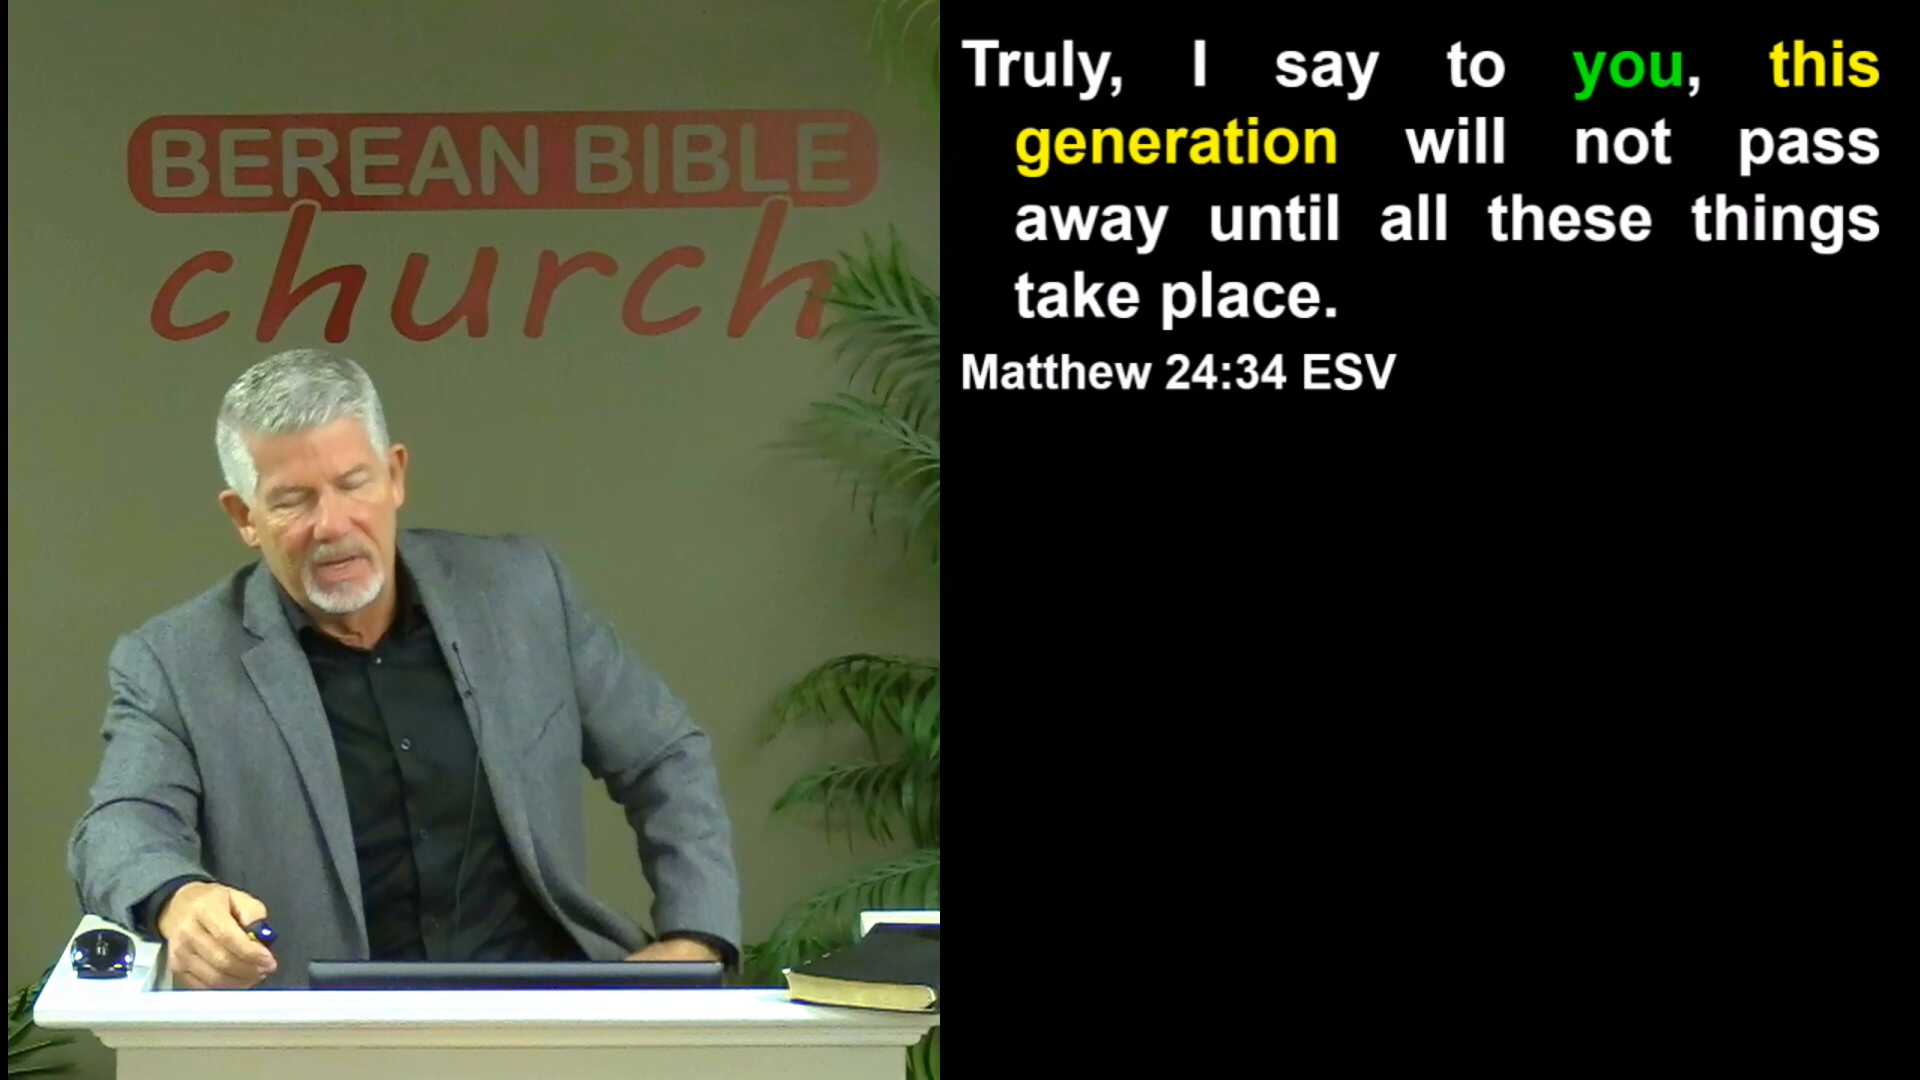 BEREAN BIBLE
church
Truly, I say to you, this
generation will not pass
away until all these things
take place.
Matthew 24:34 ESV